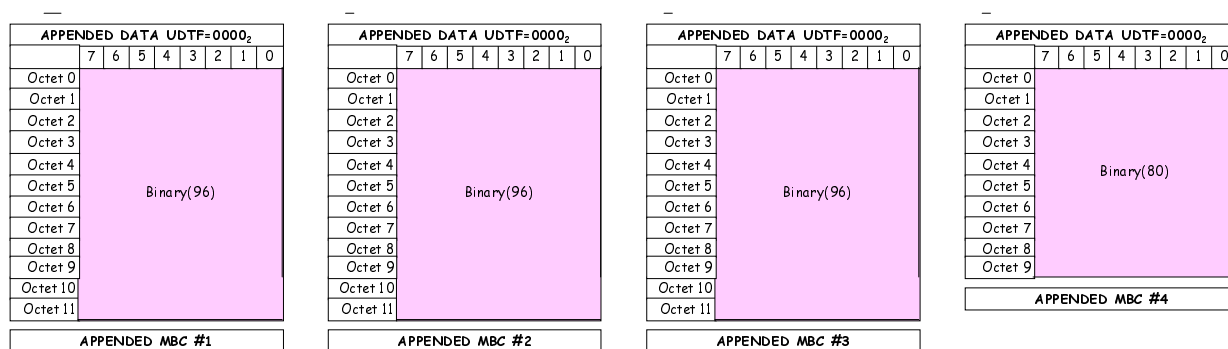 APPENDED DATA UDTF=0000₂
7 6 5 4 3 2 1 0
Octet 0
Octet 1
Octet 2
Octet 3
Octet 4
Octet 5
Octet 6
Octet 7
Octet 8
Octet 9
Octet 10
Octet 11
Binary(96)
APPENDED MBC #1
APPENDED DATA UDTF=0000₂
7 6 5 4 3 2 1 0
Octet 0
Octet 1
Octet 2
Octet 3
Octet 4
Octet 5
Octet 6
Octet 7
Octet 8
Octet 9
Octet 10
Octet 11
Binary(96)
APPENDED MBC #2
APPENDED DATA UDTF=0000₂
7 6 5 4 3 2 1 0
Octet 0
Octet 1
Octet 2
Octet 3
Octet 4
Octet 5
Octet 6
Octet 7
Octet 8
Octet 9
Octet 10
Octet 11
Binary(96)
APPENDED MBC #3
APPENDED DATA UDTF=0000₂
7 6 5 4 3 2 1 0
Octet 0
Octet 1
Octet 2
Octet 3
Octet 4
Octet 5
Octet 6
Octet 7
Octet 8
Octet 9
Binary(80)
APPENDED MBC #4